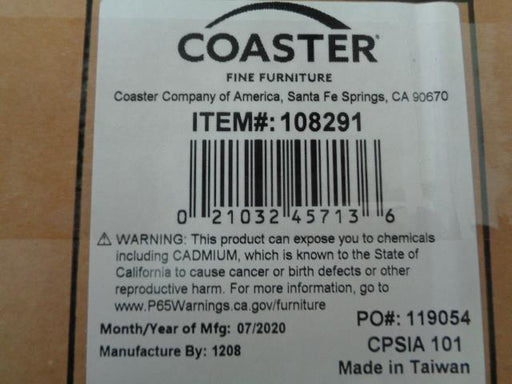 COASTER®
FINE FURNITURE
Coaster Company of America, Santa Fe Springs, CA 90670
ITEM#: 108291
0 21032 45713 6
⚠ WARNING: This product can expose you to chemicals
including CADMIUM, which is known to the State of
California to cause cancer or birth defects or other
reproductive harm. For more information, go to
www.P65Warnings.ca.gov/furniture
Month/Year of Mfg: 07/2020
PO#: 119054
Manufacture By: 1208
CPSIA 101
Made in Taiwan